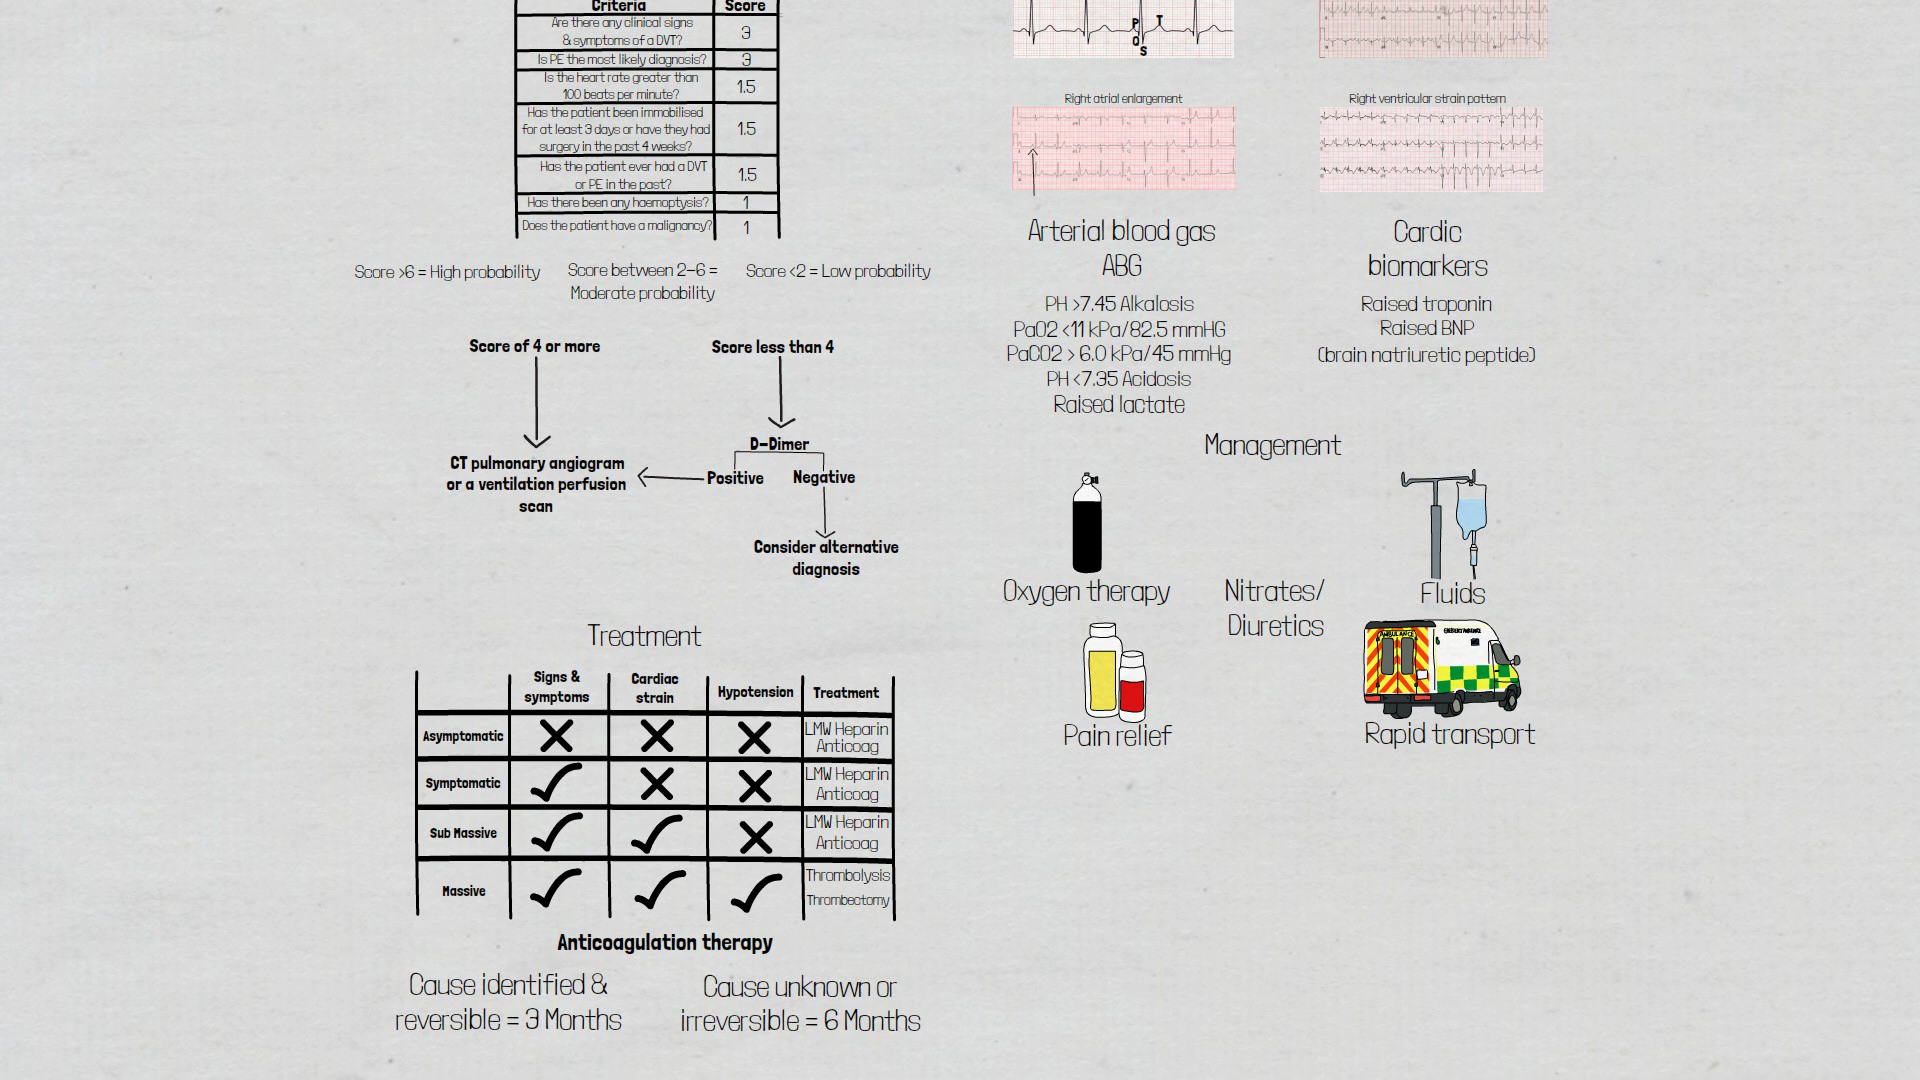 Criteria
Score
Are there any clinical signs
& symptoms of a DVT?
3
Is PE the most likely diagnosis?
3
Is the heart rate greater than
100 beats per minute?
1.5
Has the patient been immobilised
for at least 3 days or have they had
surgery in the past 4 weeks?
1.5
Has the patient ever had a DVT
or PE in the past?
1.5
Has there been any haemoptysis?
1
Does the patient have a malignancy?
1
Score >6 = High probability
Score between 2-6 =
Moderate probability
Score <2 = Low probability
Score of 4 or more
Score less than 4
D-Dimer
Positive
Negative
CT pulmonary angiogram
or a ventilation perfusion
scan
Consider alternative
diagnosis
Treatment
Signs &
symptoms
Cardiac
strain
Hypotension
Treatment
Asymptomatic
LMW Heparin
Anticoag
Symptomatic
LMW Heparin
Anticoag
Sub Massive
LMW Heparin
Anticoag
Massive
Thrombolysis
Thrombectomy
Anticoagulation therapy
Cause identified &
reversible = 3 Months
Cause unknown or
irreversible = 6 Months
P
T
Q
S
Right atrial enlargement
Right ventricular strain pattern
Arterial blood gas
ABG
PH >7.45 Alkalosis
PaO2 <11 kPa/82.5 mmHG
PaCO2 > 6.0 kPa/45 mmHg
PH <7.35 Acidosis
Raised lactate
Cardic
biomarkers
Raised troponin
Raised BNP
(brain natriuretic peptide)
Management
Oxygen therapy
Nitrates/
Diuretics
Fluids
Pain relief
Rapid transport